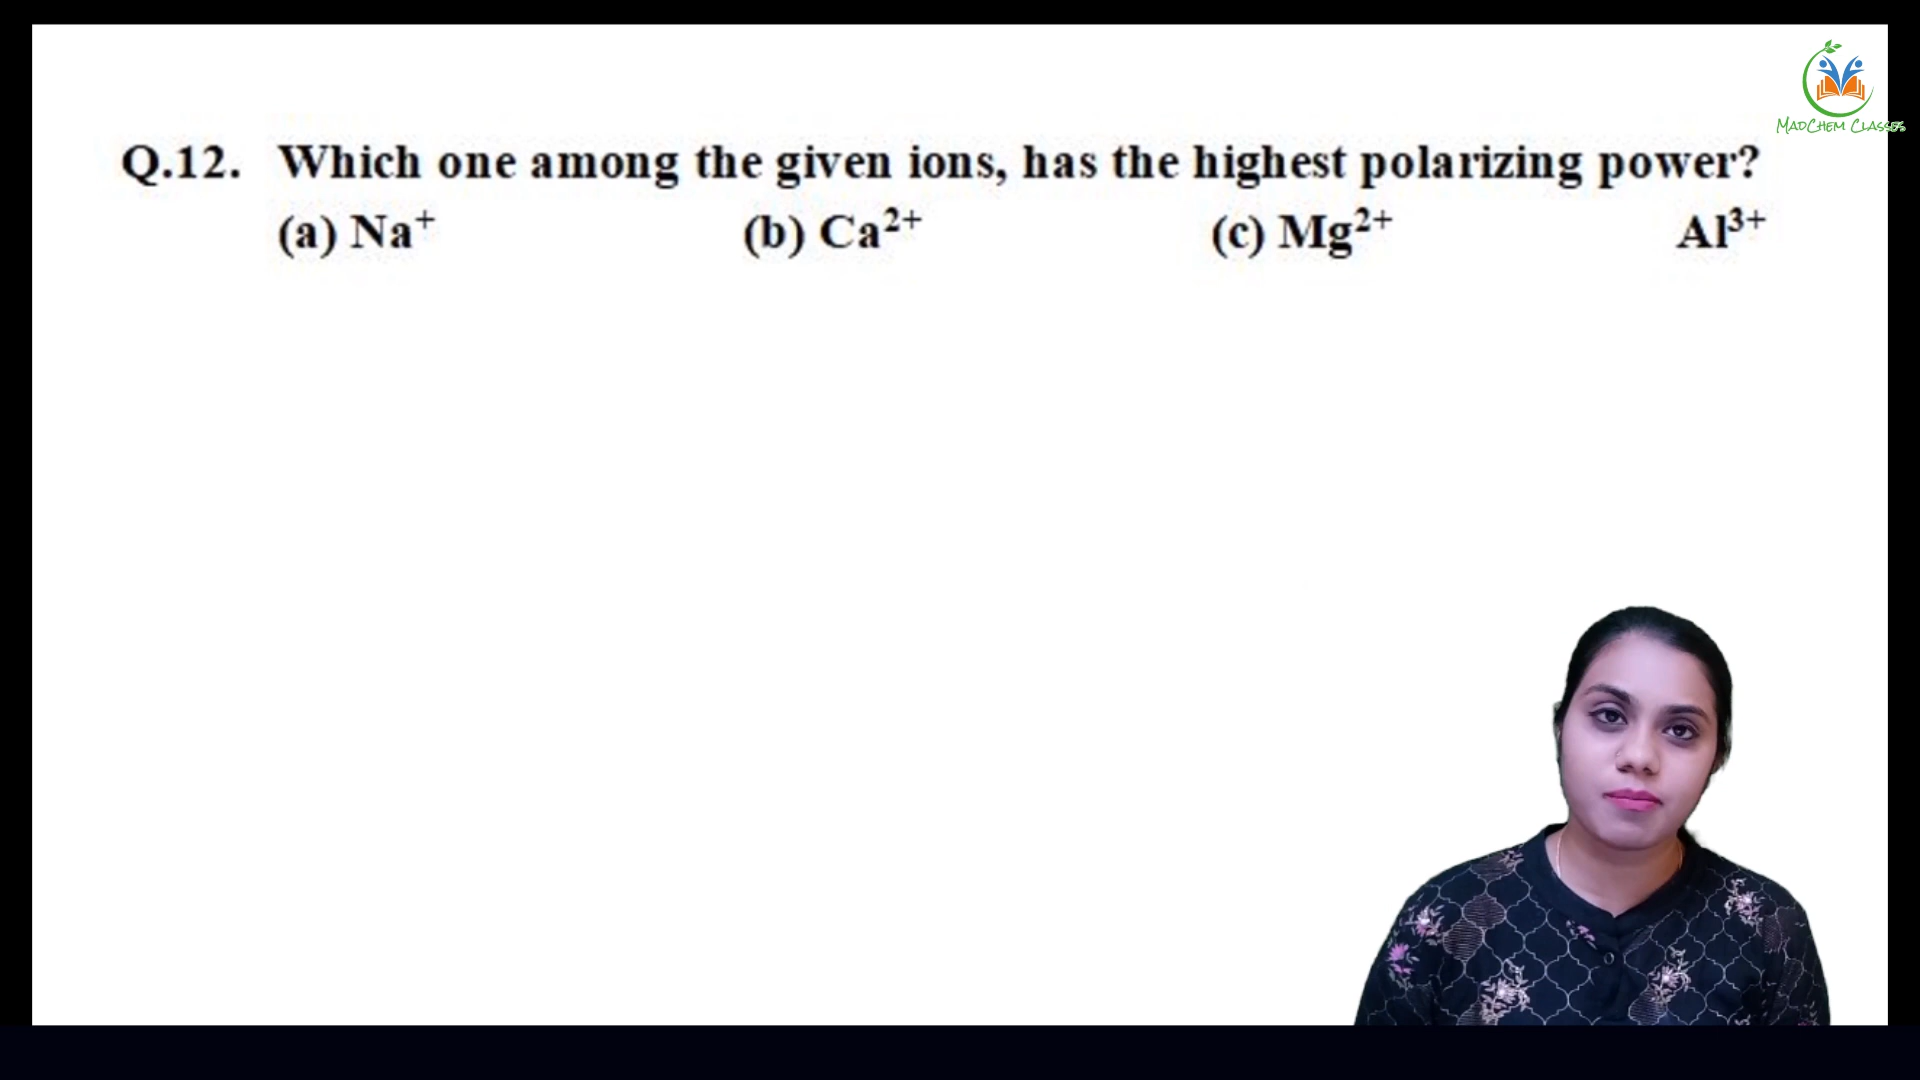 MadChem Classes
Q.12. Which one among the given ions, has the highest polarizing power?
(a) Na⁺ (b) Ca²⁺ (c) Mg²⁺ Al³⁺